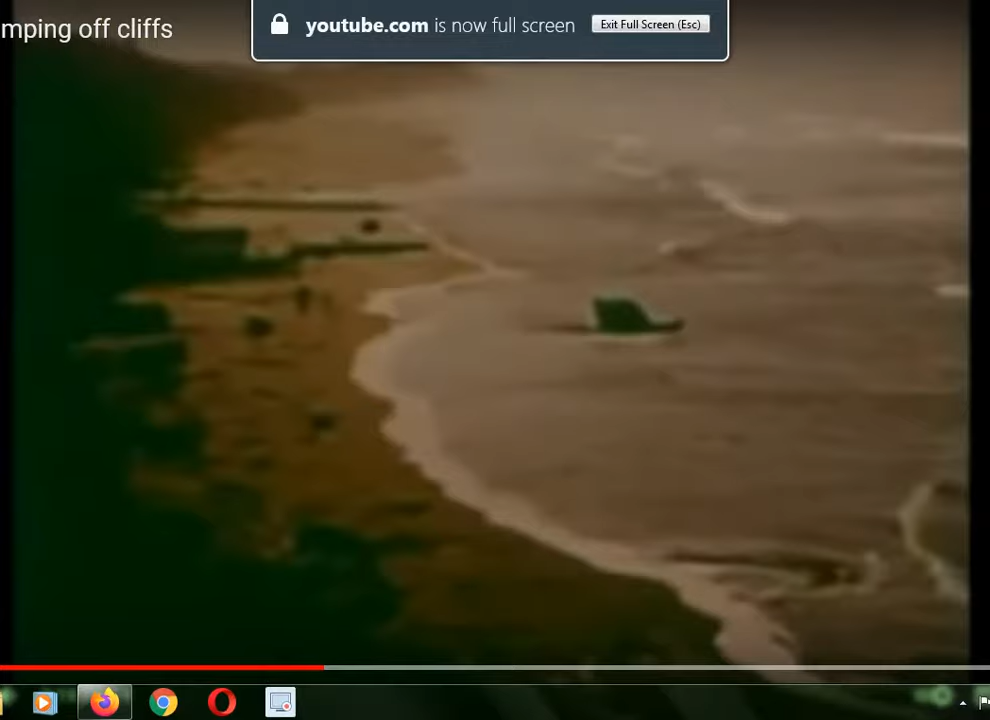 mping off cliffs
youtube.com is now full screen
Exit Full Screen (Esc)